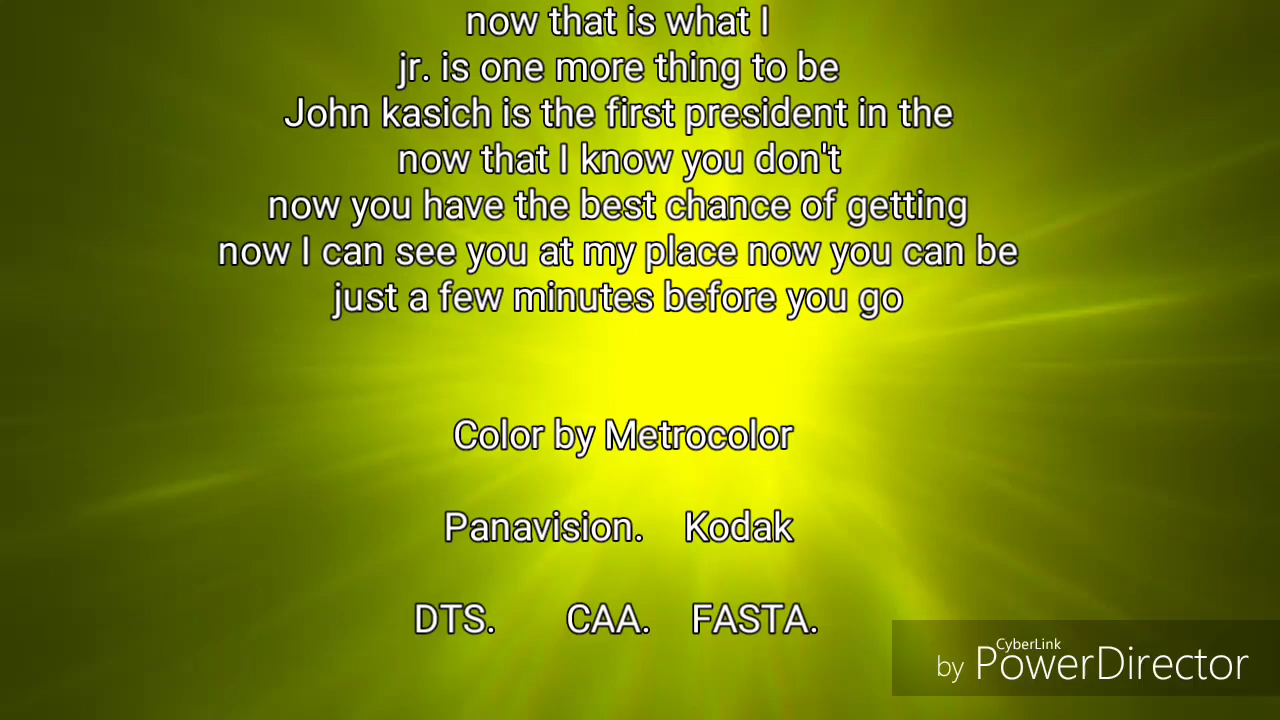 now that is what I
jr. is one more thing to be
John kasich is the first president in the
now that I know you don't
now you have the best chance of getting
now I can see you at my place now you can be
just a few minutes before you go
Color by Metrocolor
Panavision. Kodak
DTS. CAA. FASTA.
CyberLink
by PowerDirector